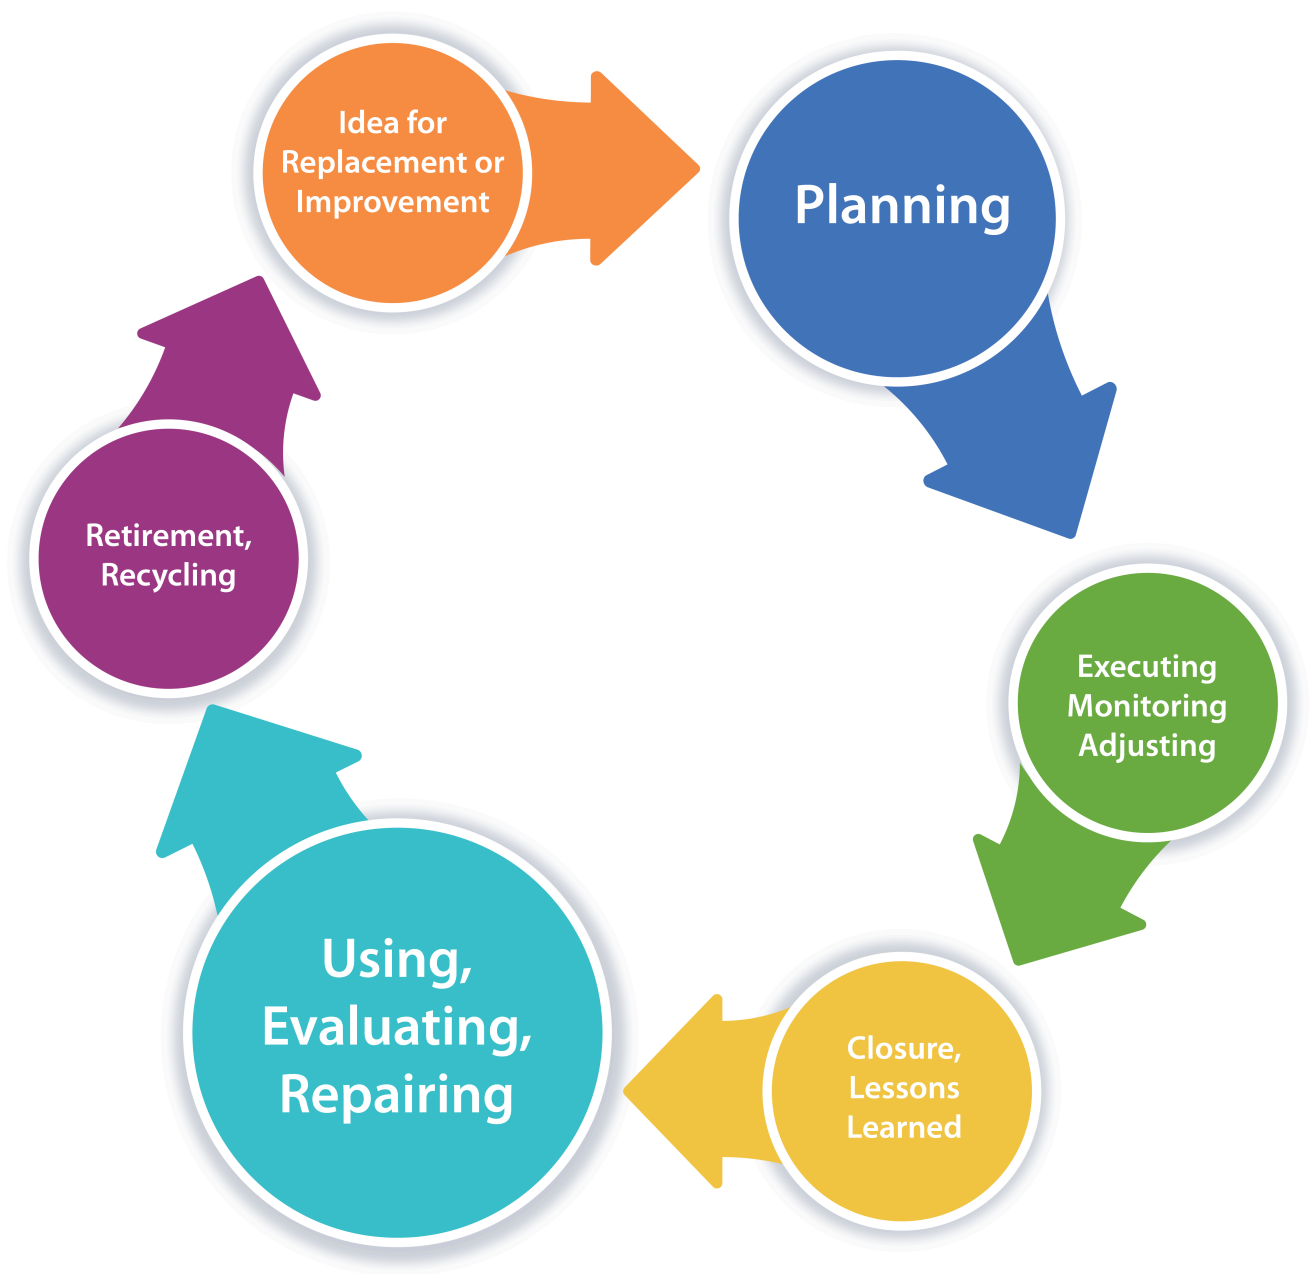 Idea for
Replacement or
Improvement
Planning
Executing
Monitoring
Adjusting
Closure,
Lessons
Learned
Using,
Evaluating,
Repairing
Retirement,
Recycling